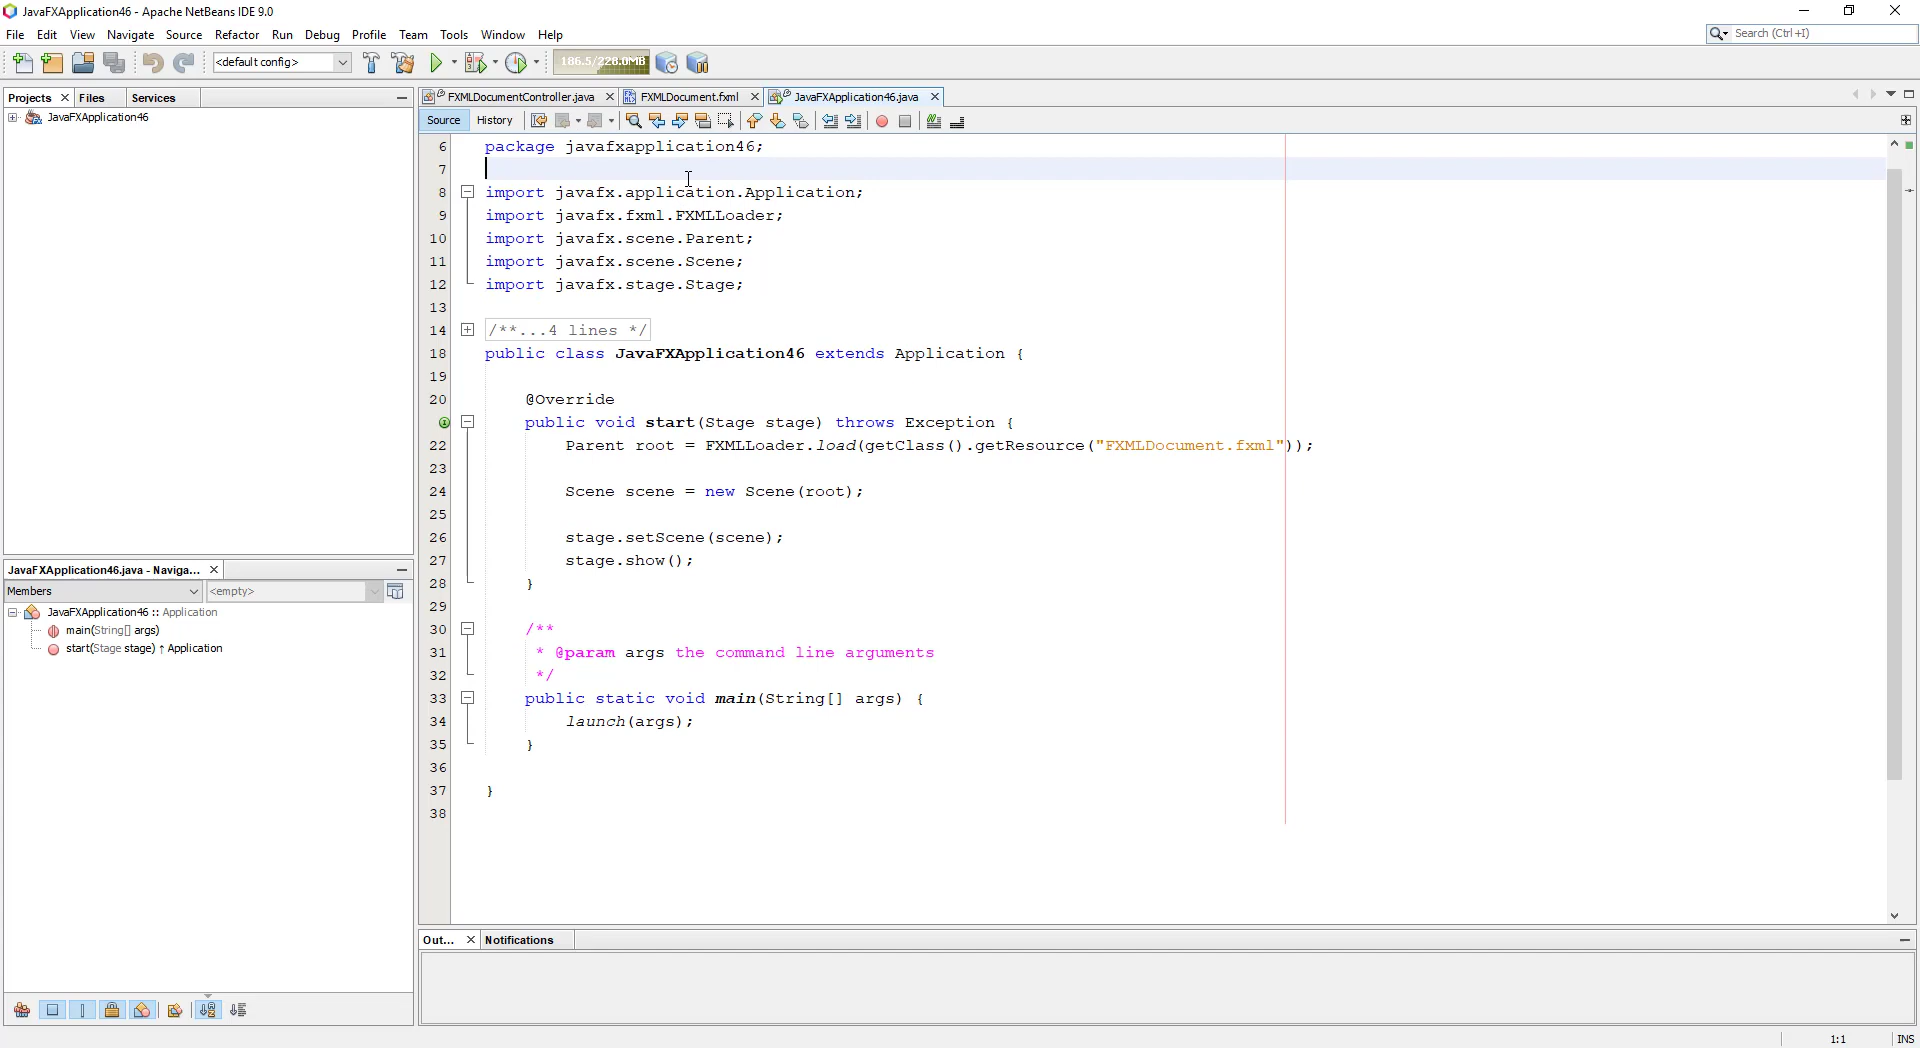 JavaFXApplication46 - Apache NetBeans IDE 9.0
File Edit View Navigate Source Refactor Run Debug Profile Team Tools Window Help
Search (Ctrl+I)
<default config>
186.5/228.0MB
Projects Files Services
JavaFXApplication46
FXMLDocumentController.java FXMLDocument.fxml JavaFXApplication46.java
Source History
6 package javafxapplication46;
7
8 import javafx.application.Application;
9 import javafx.fxml.FXMLLoader;
10 import javafx.scene.Parent;
11 import javafx.scene.Scene;
12 import javafx.stage.Stage;
13
14 /**...4 lines */
18 public class JavaFXApplication46 extends Application {
19
20 @Override
public void start(Stage stage) throws Exception {
22 Parent root = FXMLLoader.load(getClass().getResource("FXMLDocument.fxml"));
23
24 Scene scene = new Scene(root);
25
26 stage.setScene(scene);
27 stage.show();
28 }
29
30 /**
31 * @param args the command line arguments
32 */
33 public static void main(String[] args) {
34 launch(args);
35 }
36
37 }
38
JavaFXApplication46.java - Naviga...
Members <empty>
JavaFXApplication46 :: Application
main(String[] args)
start(Stage stage) ↑ Application
Out... Notifications
1:1 INS